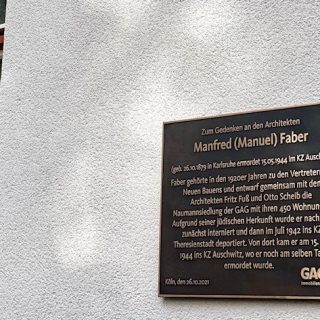 Zum Gedenken an den Architekten
Manfred (Manuel) Faber
(geb. 26.10.1879 in Karlsruhe ermordet 15.05.1944 im KZ Ausc
Faber gehörte in den 1920er Jahren zu den Vertreter
Neuen Bauens und entwarf gemeinsam mit den
Architekten Fritz Fuß und Otto Scheib die
Naumannsiedlung der GAG mit ihren 450 Wohnun
Aufgrund seiner jüdischen Herkunft wurde er nach
zunächst interniert und dann im Juli 1942 ins KZ
Theresienstadt deportiert. Von dort kam er am 15.
1944 ins KZ Auschwitz, wo er noch am selben Ta
ermordet wurde.
Köln, den 26.10.2021
GAG
Immobilien